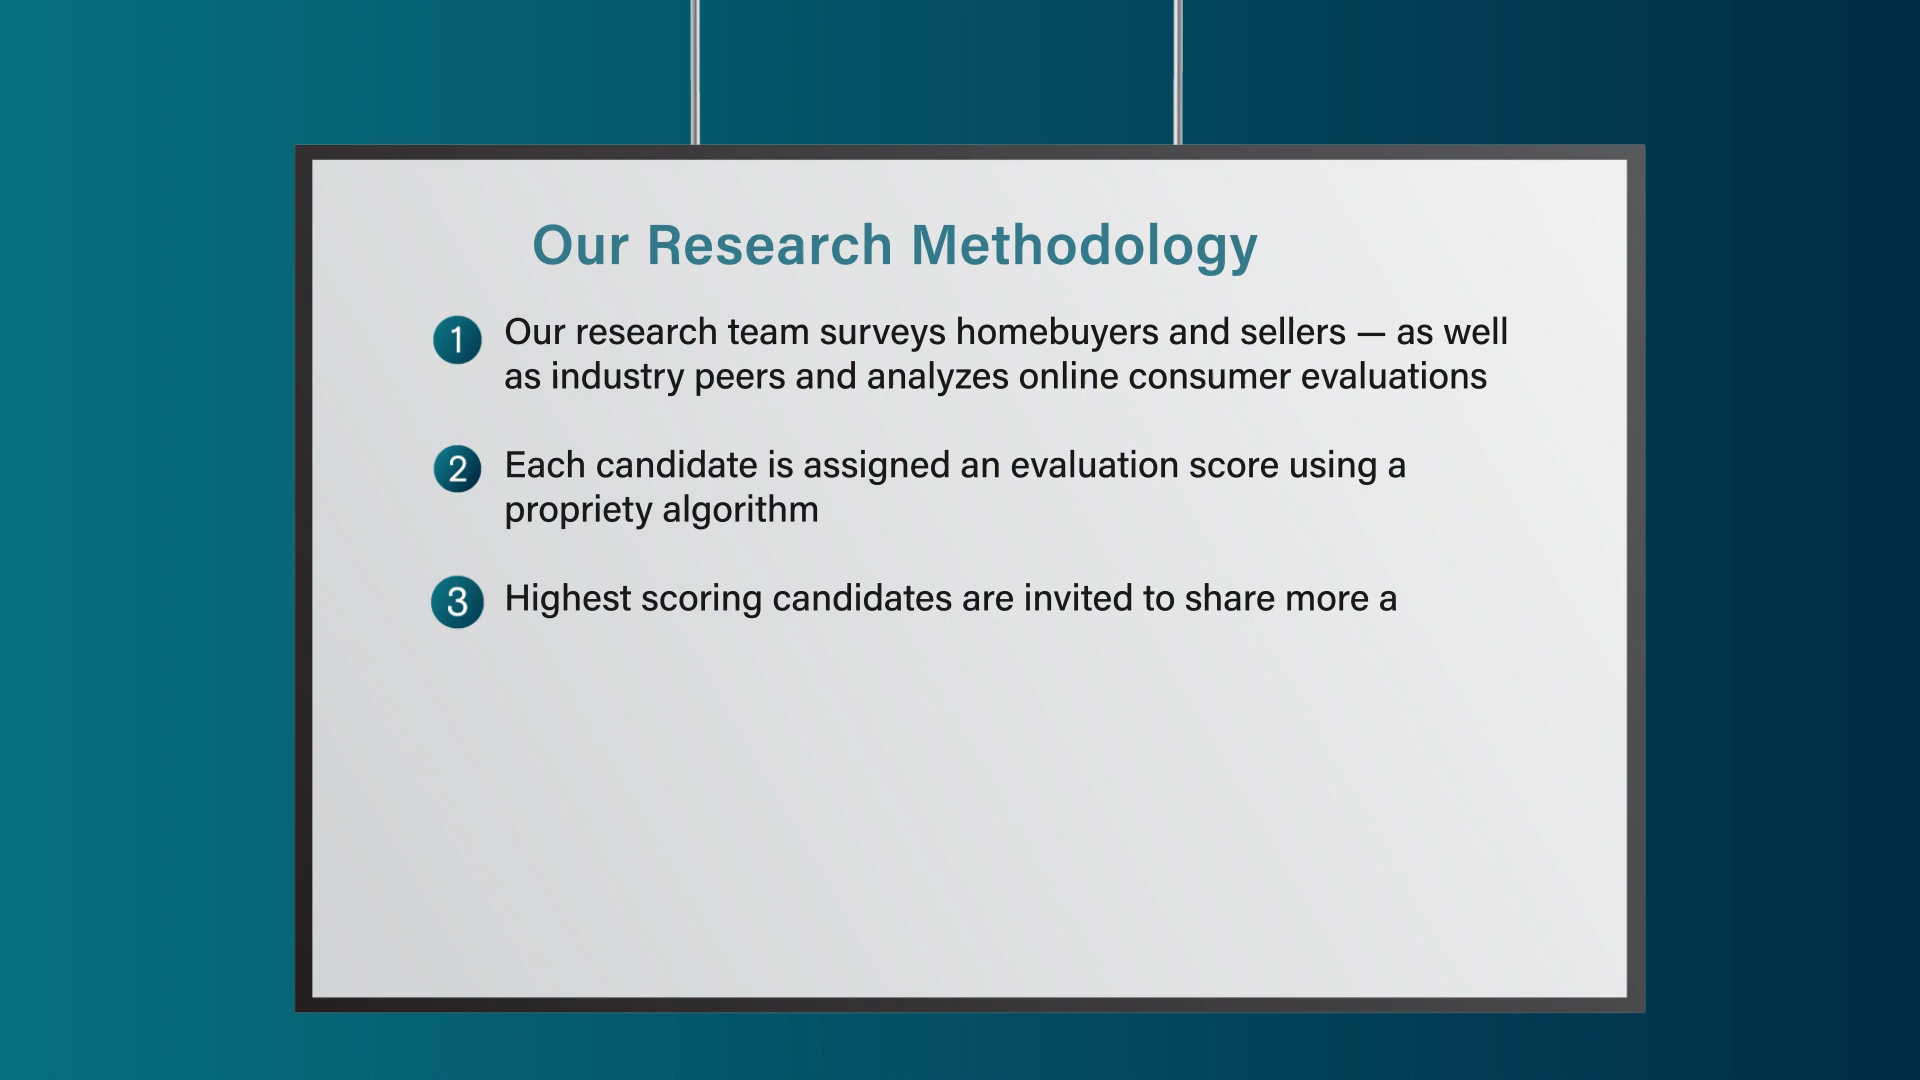 Our Research Methodology
1 Our research team surveys homebuyers and sellers — as well
as industry peers and analyzes online consumer evaluations
2 Each candidate is assigned an evaluation score using a
propriety algorithm
3 Highest scoring candidates are invited to share more a